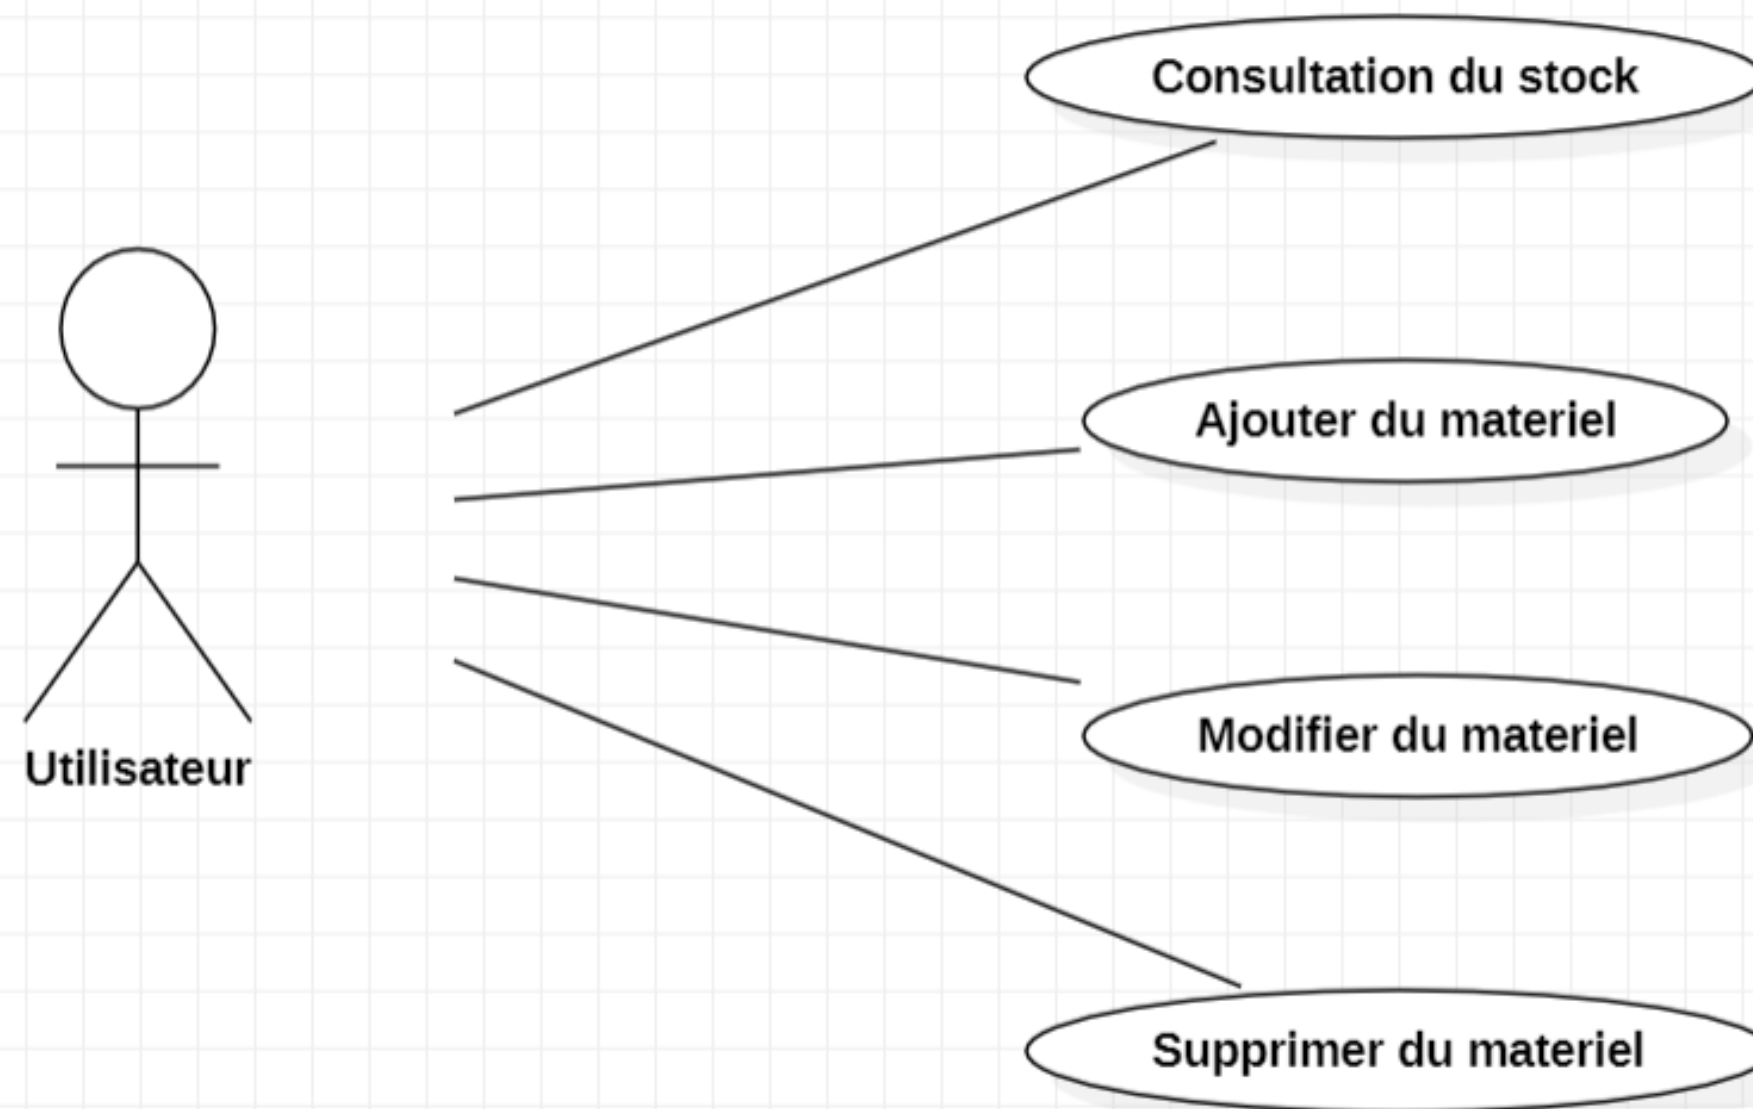 Consultation du stock
Ajouter du materiel
Utilisateur
Modifier du materiel
Supprimer du materiel